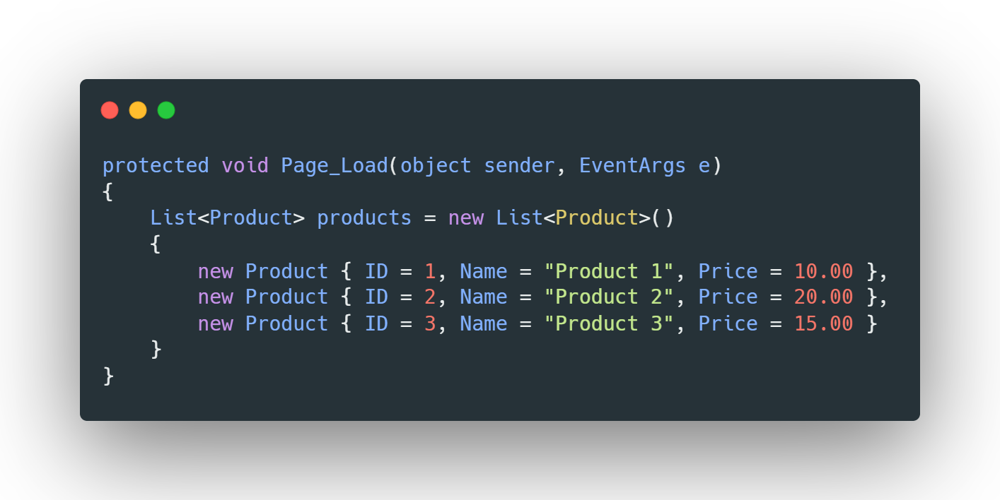 protected void Page_Load(object sender, EventArgs e)
{
    List<Product> products = new List<Product>()
    {
        new Product { ID = 1, Name = "Product 1", Price = 10.00 },
        new Product { ID = 2, Name = "Product 2", Price = 20.00 },
        new Product { ID = 3, Name = "Product 3", Price = 15.00 }
    }
}